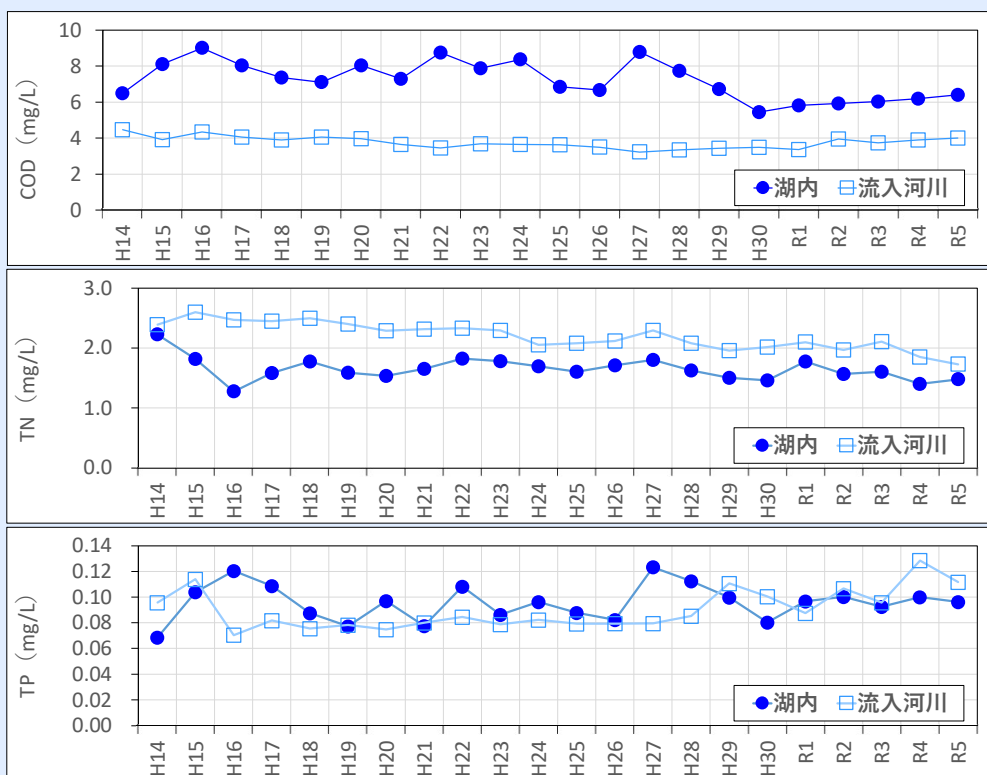 COD（mg/L）
10
8
6
4
2
0
湖内 流入河川
H14 H15 H16 H17 H18 H19 H20 H21 H22 H23 H24 H25 H26 H27 H28 H29 H30 R1 R2 R3 R4 R5
TN（mg/L）
3.0
2.0
1.0
0.0
湖内 流入河川
H14 H15 H16 H17 H18 H19 H20 H21 H22 H23 H24 H25 H26 H27 H28 H29 H30 R1 R2 R3 R4 R5
TP（mg/L）
0.14
0.12
0.10
0.08
0.06
0.04
0.02
0.00
湖内 流入河川
H14 H15 H16 H17 H18 H19 H20 H21 H22 H23 H24 H25 H26 H27 H28 H29 H30 R1 R2 R3 R4 R5